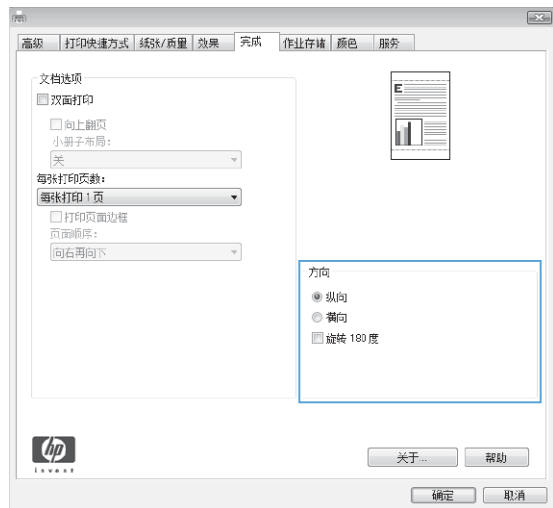 高级 打印快捷方式 纸张/质量 效果 完成 作业存储 颜色 服务
文档选项
双面打印
向上翻页
小册子布局:
关
每张打印页数:
每张打印 1 页
打印页面边框
页面顺序:
向右再向下
E
方向
纵向
横向
旋转 180 度
hp
invent
关于... 帮助
确定 取消